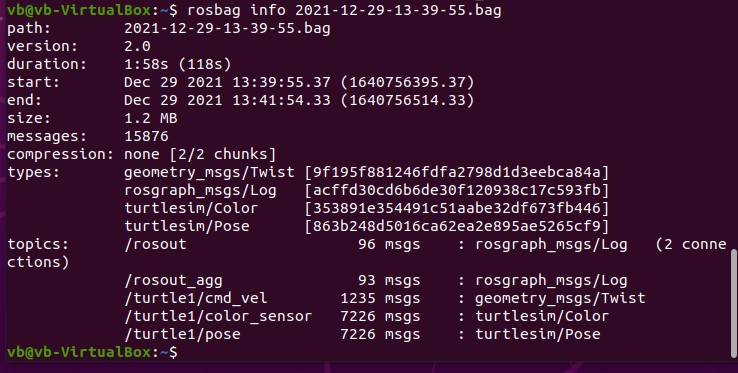 vb@vb-VirtualBox:~$ rosbag info 2021-12-29-13-39-55.bag
path:        2021-12-29-13-39-55.bag
version:     2.0
duration:    1:58s (118s)
start:       Dec 29 2021 13:39:55.37 (1640756395.37)
end:         Dec 29 2021 13:41:54.33 (1640756514.33)
size:        1.2 MB
messages:    15876
compression: none [2/2 chunks]
types:       geometry_msgs/Twist [9f195f881246fdfa2798d1d3eebca84a]
             rosgraph_msgs/Log   [acffd30cd6b6de30f120938c17c593fb]
             turtlesim/Color     [353891e354491c51aabe32df673fb446]
             turtlesim/Pose      [863b248d5016ca62ea2e895ae5265cf9]
topics:      /rosout                   96 msgs    : rosgraph_msgs/Log   (2 conne
ctions)
             /rosout_agg               93 msgs    : rosgraph_msgs/Log
             /turtle1/cmd_vel        1235 msgs    : geometry_msgs/Twist
             /turtle1/color_sensor   7226 msgs    : turtlesim/Color
             /turtle1/pose           7226 msgs    : turtlesim/Pose
vb@vb-VirtualBox:~$